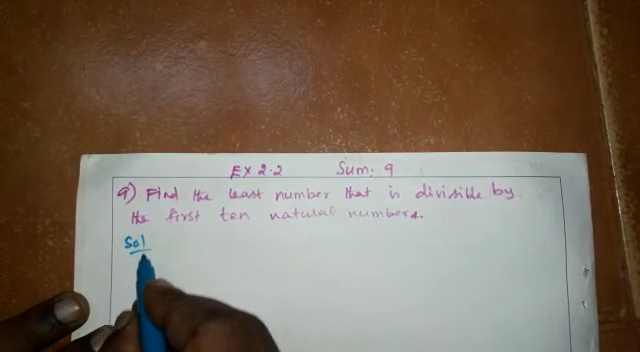 Ex 2.2 Sum: 9
9) Find the least number that is divisible by
the first ten natural numbers.
Sol